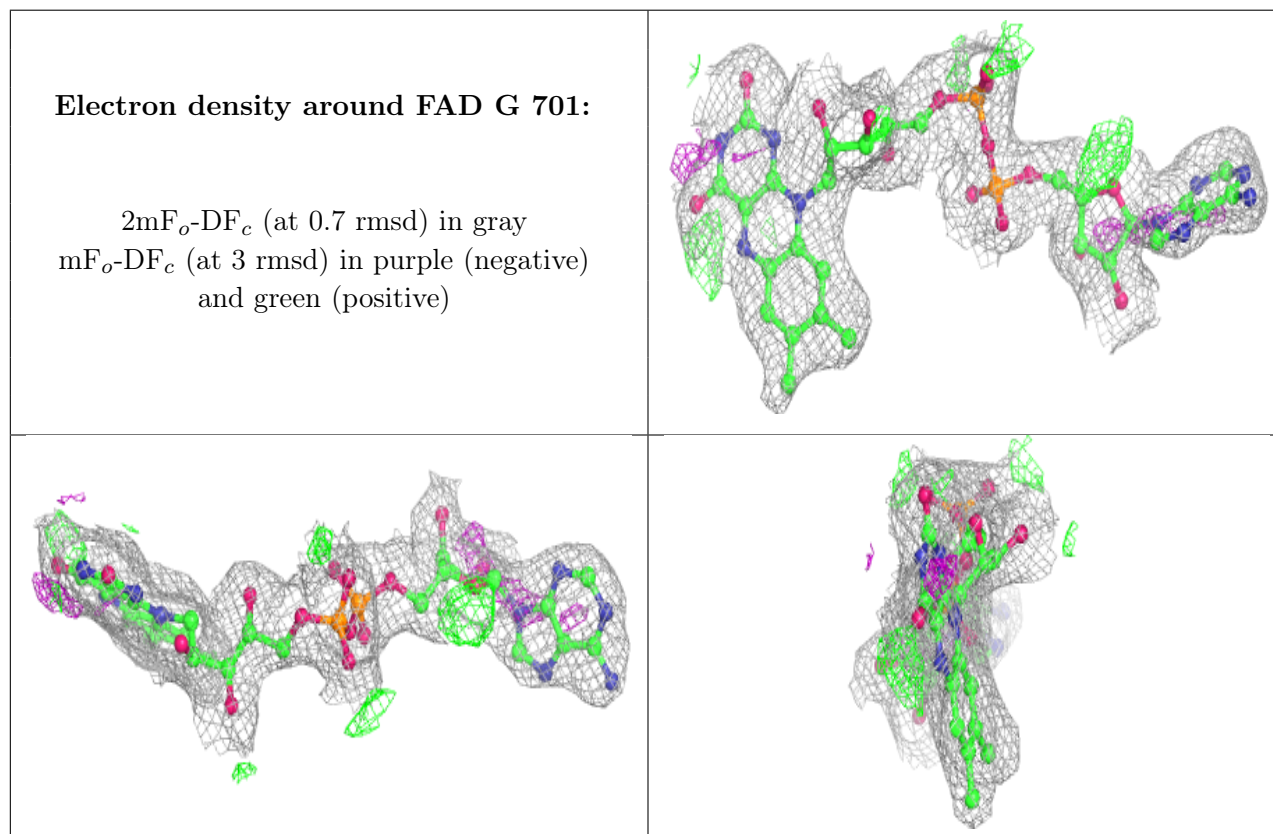 Electron density around FAD G 701:
2mFₒ-DF𝒸 (at 0.7 rmsd) in gray
mFₒ-DF𝒸 (at 3 rmsd) in purple (negative)
and green (positive)